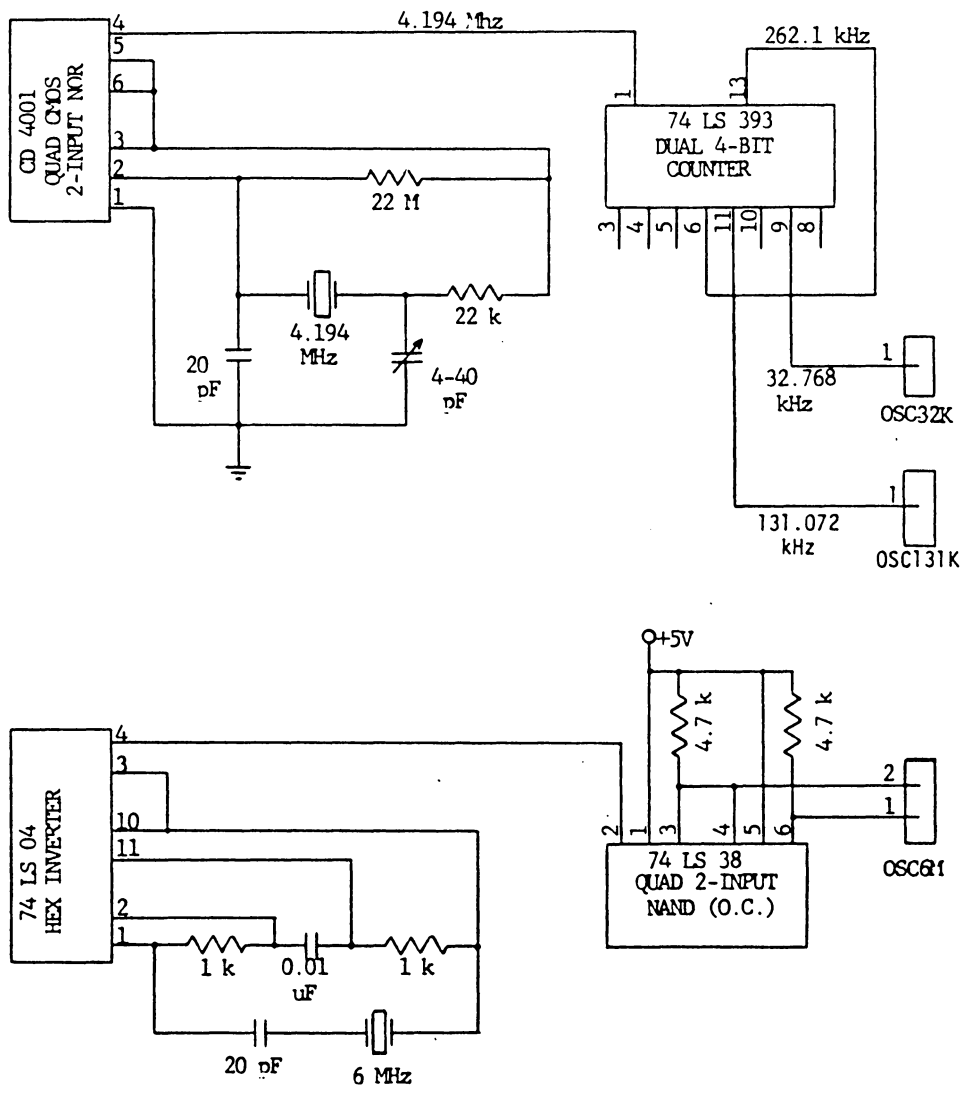 CD 4001
QUAD CMOS
2-INPUT NOR
4
5
6
3
2
1
4.194 Mhz
22 M
22 k
4.194
MHz
20
pF
4-40
pF
262.1 kHz
1
13
74 LS 393
DUAL 4-BIT
COUNTER
3
4
5
6
11
10
9
8
1
32.768
kHz
OSC32K
1
131.072
kHz
OSC131K
74 LS 04
HEX INVERTER
4
3
10
11
2
1
1 k
0.01
uF
1 k
20 pF
6 MHz
+5V
4.7 k
4.7 k
2
1
OSC6M
2
1
3
4
5
6
74 LS 38
QUAD 2-INPUT
NAND (O.C.)